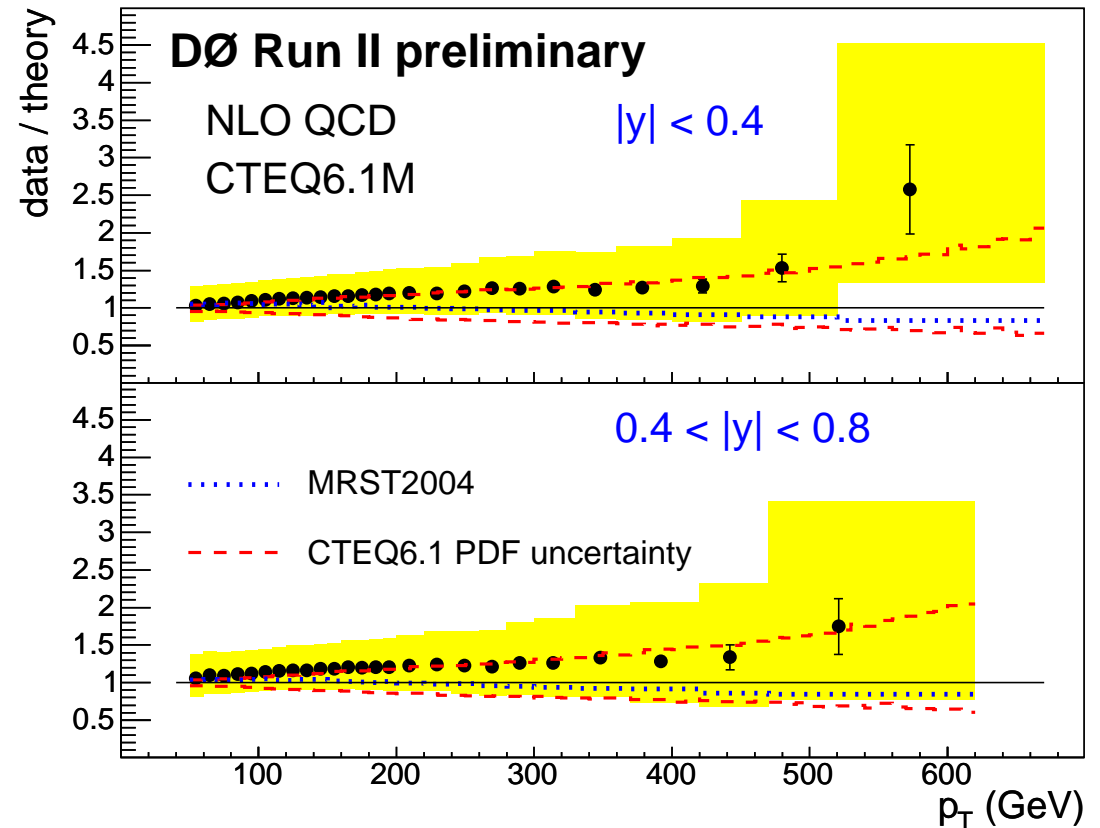 DØ Run II preliminary
NLO QCD
|y| < 0.4
CTEQ6.1M
data / theory
4.5
4
3.5
3
2.5
2
1.5
1
0.5
0.4 < |y| < 0.8
MRST2004
CTEQ6.1 PDF uncertainty
4.5
4
3.5
3
2.5
2
1.5
1
0.5
100 200 300 400 500 600
p_T (GeV)